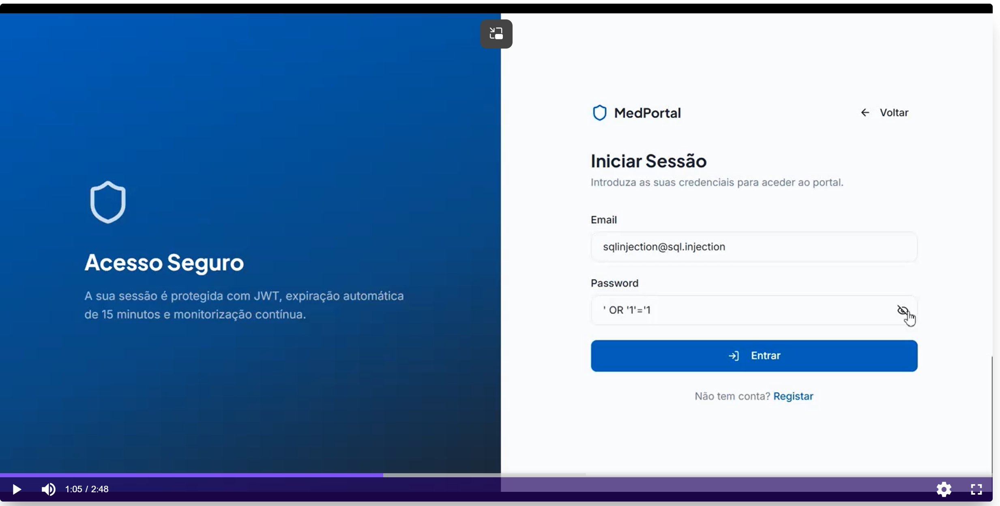 Acesso Seguro
A sua sessão é protegida com JWT, expiração automática
de 15 minutos e monitorização contínua.
MedPortal
Voltar
Iniciar Sessão
Introduza as suas credenciais para aceder ao portal.
Email
sqlinjection@sql.injection
Password
' OR '1'='1
Entrar
Não tem conta? Registar
1:05 / 2:48